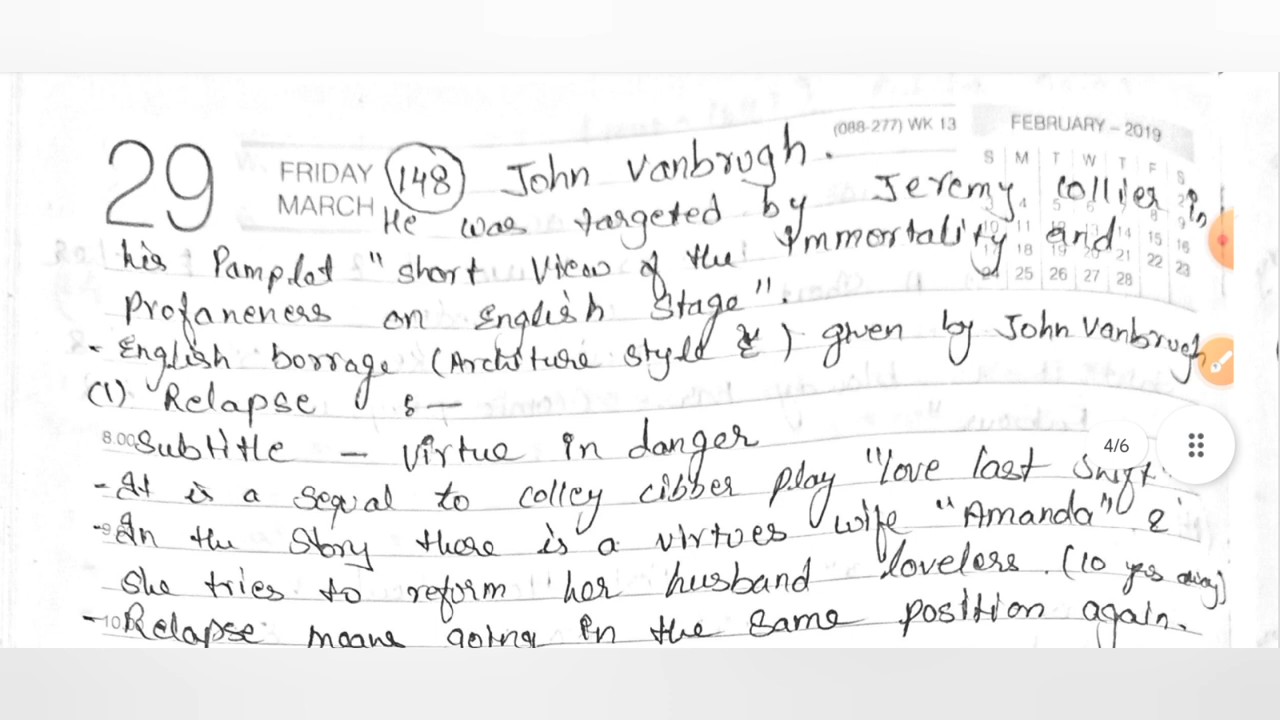 (088-277) WK 13
FEBRUARY – 2019
29 FRIDAY MARCH
S M T W T F S
(148) John Vanbrugh.
He was targeted by Jeremy collier in
his Pamplet "short View of the Immortality and
Profaneness on English Stage".
- English borrage (Architure style ) given by John Vanbrugh
(1) Relapse :-
8.00 Subtitle – Virtue in danger
- It is a sequal to colley cibber play "love last shift
- In the story there is a virtues wife "Amanda" &
she tries to reform her husband loveless. (10 yrs away)
- Relapse means going in the same position again.
4/6